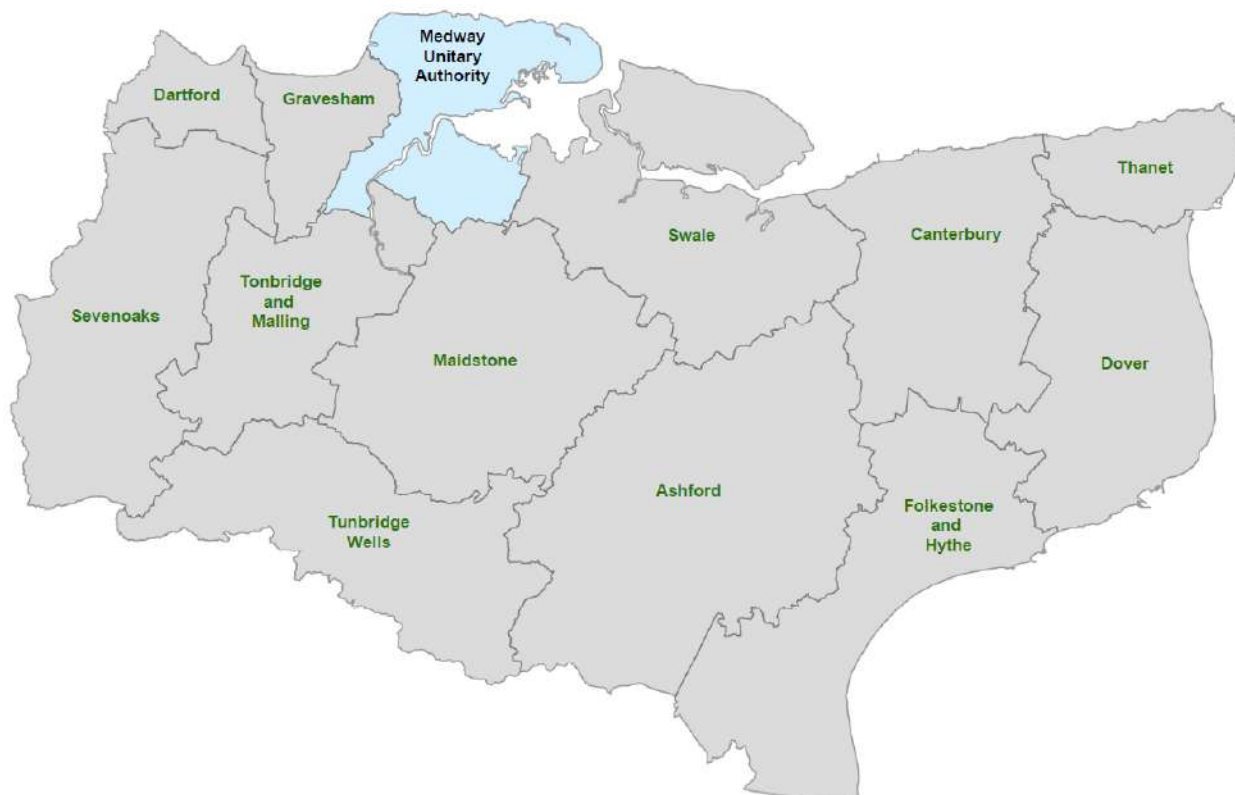 Medway
Unitary
Authority
Dartford
Gravesham
Thanet
Swale
Canterbury
Tonbridge
and
Malling
Sevenoaks
Maidstone
Dover
Ashford
Folkestone
and
Hythe
Tunbridge
Wells